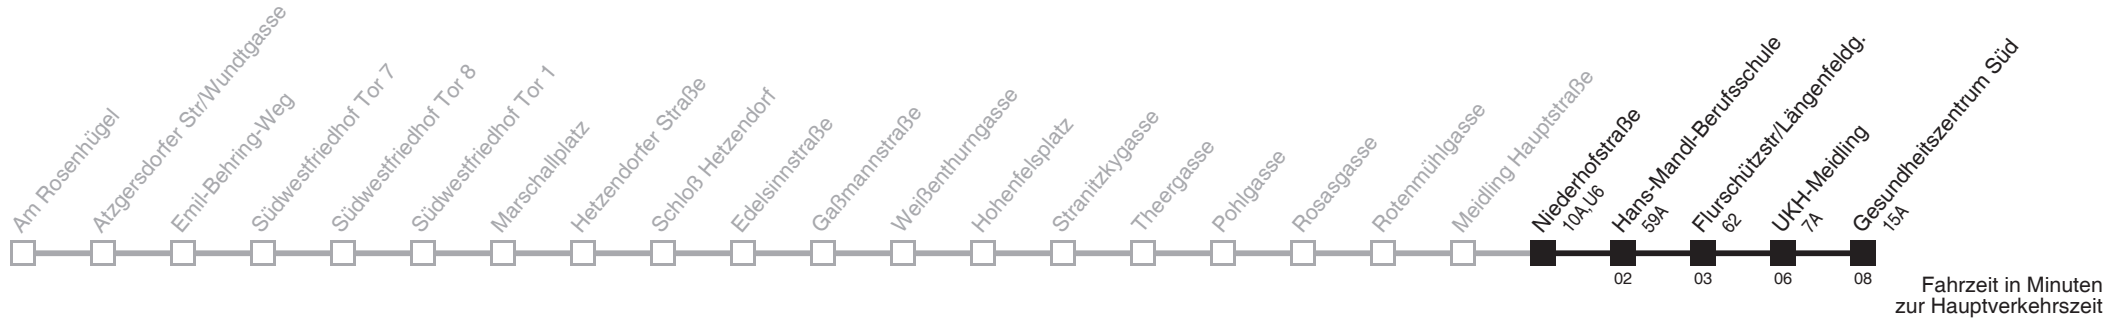 Am Rosenhügel
Atzgersdorfer Str/Wundtgasse
Emil-Behring-Weg
Südwestfriedhof Tor 7
Südwestfriedhof Tor 8
Südwestfriedhof Tor 1
Marschallplatz
Hetzendorfer Straße
Schloß Hetzendorf
Edelsinnstraße
Gaßmannstraße
Weißenthurngasse
Hohenfelsplatz
Stranitzkygasse
Theergasse
Pohlgasse
Rosasgasse
Rotenmühlgasse
Meidling Hauptstraße
Niederhofstraße
10A,U6
Hans-Mandl-Berufsschule
59A
Flurschützstr/Längenfeldg.
62
UKH-Meidling
7A
Gesundheitszentrum Süd
15A
02
03
06
08
Fahrzeit in Minuten
zur Hauptverkehrszeit